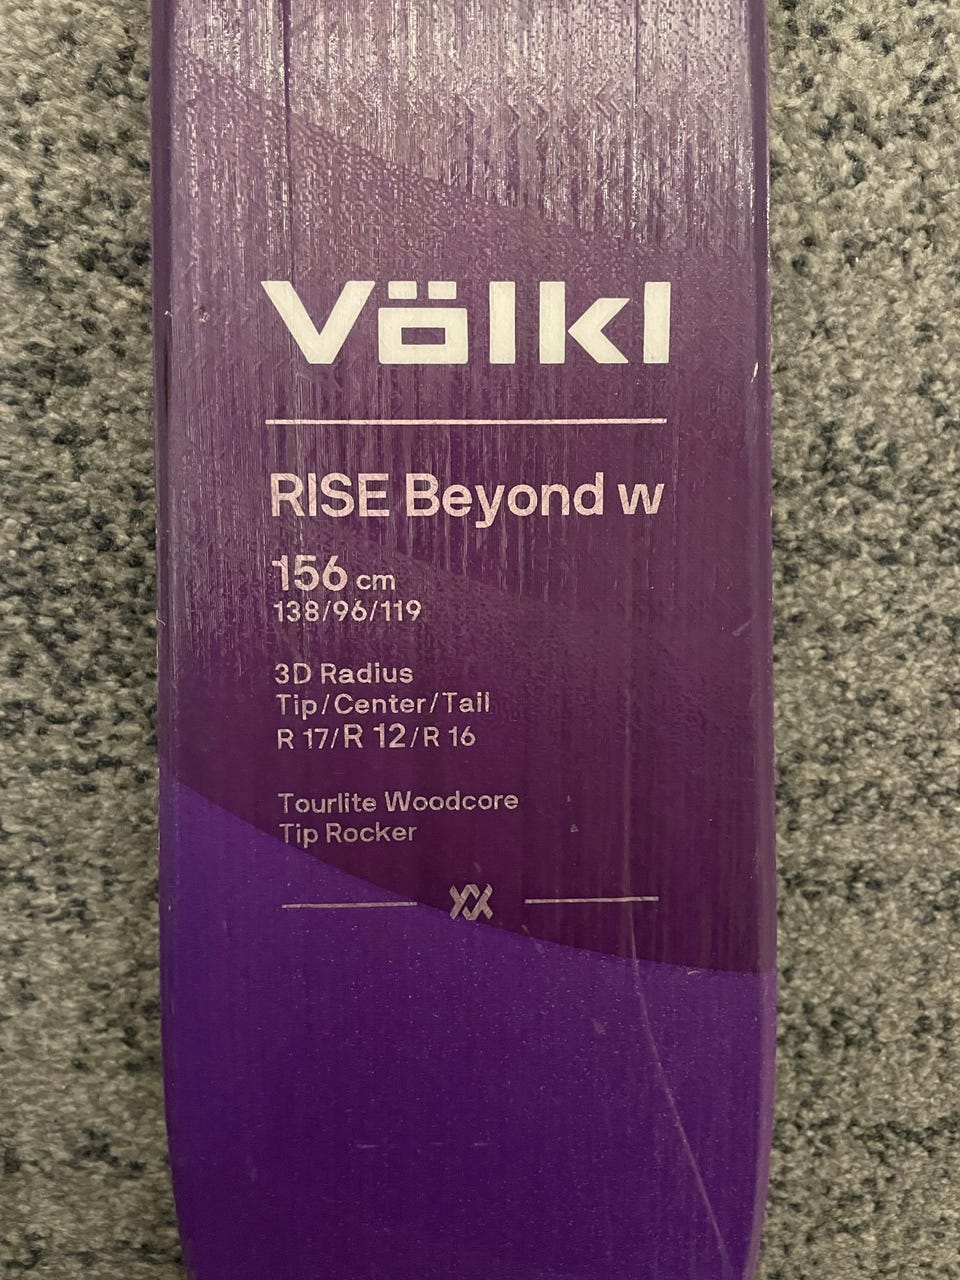 Völkl
RISE Beyond w
156 cm
138/96/119
3D Radius
Tip/Center/Tail
R 17/R 12/R 16
Tourlite Woodcore
Tip Rocker